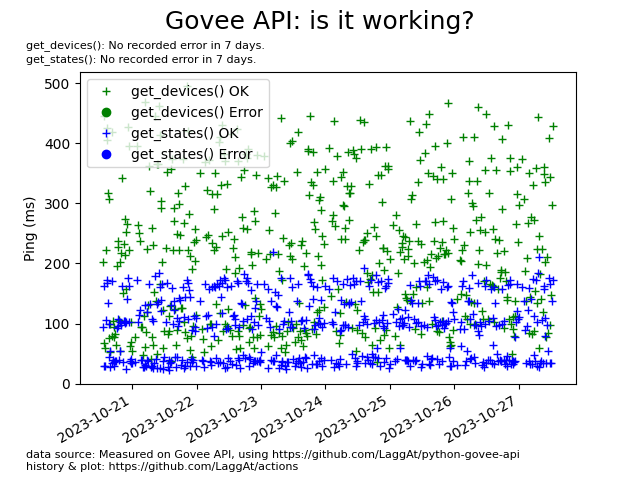 Govee API: is it working?
get_devices(): No recorded error in 7 days.
get_states(): No recorded error in 7 days.
get_devices() OK
get_devices() Error
get_states() OK
get_states() Error
Ping (ms)
500
400
300
200
100
0
2023-10-21
2023-10-22
2023-10-23
2023-10-24
2023-10-25
2023-10-26
2023-10-27
data source: Measured on Govee API, using https://github.com/LaggAt/python-govee-api
history & plot: https://github.com/LaggAt/actions